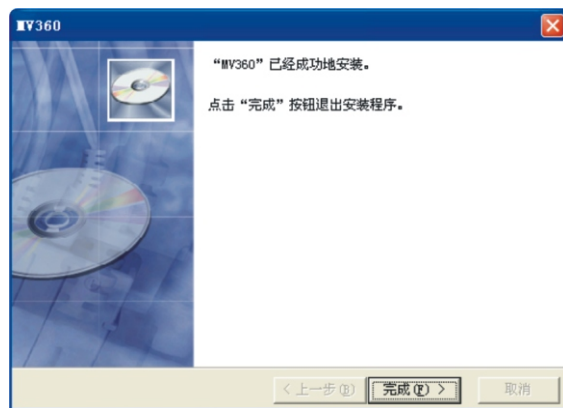 MV360
“MV360”已经成功地安装。
点击“完成”按钮退出安装程序。
< 上一步(B)
完成(F) >
取消